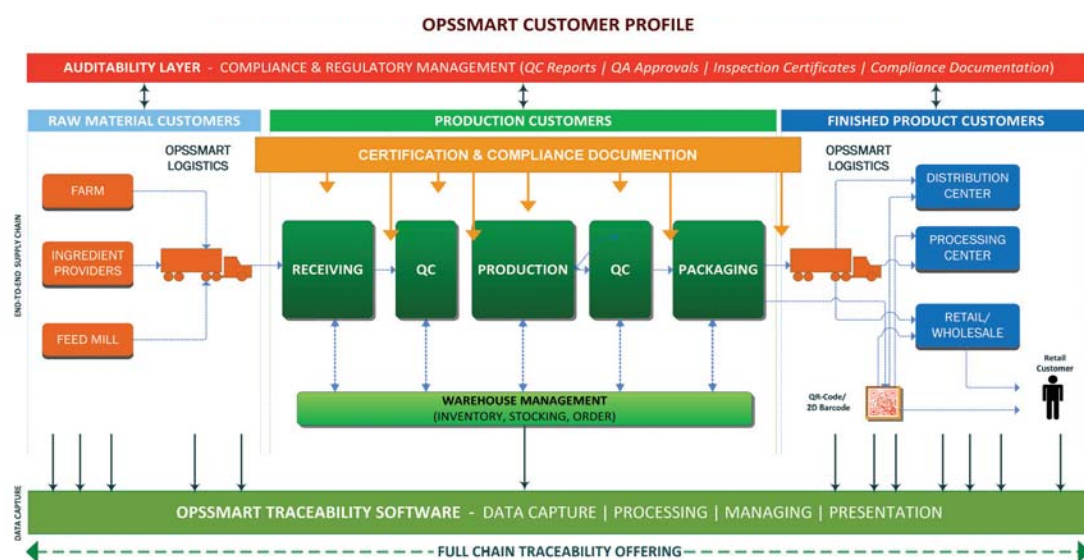 OPSSMART CUSTOMER PROFILE
AUDITABILITY LAYER - COMPLIANCE & REGULATORY MANAGEMENT (QC Reports | QA Approvals | Inspection Certificates | Compliance Documentation)
RAW MATERIAL CUSTOMERS
PRODUCTION CUSTOMERS
FINISHED PRODUCT CUSTOMERS
END-TO-END SUPPLY CHAIN
OPSSMART
LOGISTICS
FARM
INGREDIENT
PROVIDERS
FEED MILL
CERTIFICATION & COMPLIANCE DOCUMENTION
RECEIVING
QC
PRODUCTION
QC
PACKAGING
WAREHOUSE MANAGEMENT
(INVENTORY, STOCKING, ORDER)
OPSSMART
LOGISTICS
DISTRIBUTION
CENTER
PROCESSING
CENTER
RETAIL/
WHOLESALE
Retail
Customer
QR-Code/
2D Barcode
DATA CAPTURE
OPSSMART TRACEABILITY SOFTWARE - DATA CAPTURE | PROCESSING | MANAGING | PRESENTATION
FULL CHAIN TRACEABILITY OFFERING